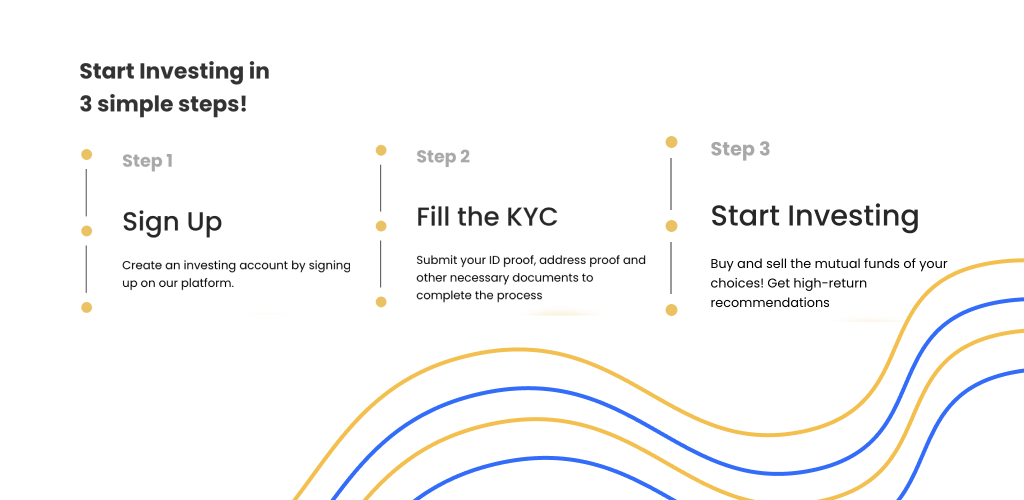 Start Investing in
3 simple steps!
Step 1
Sign Up
Create an investing account by signing
up on our platform.
Step 2
Fill the KYC
Submit your ID proof, address proof and
other necessary documents to
complete the process
Step 3
Start Investing
Buy and sell the mutual funds of your
choices! Get high-return
recommendations